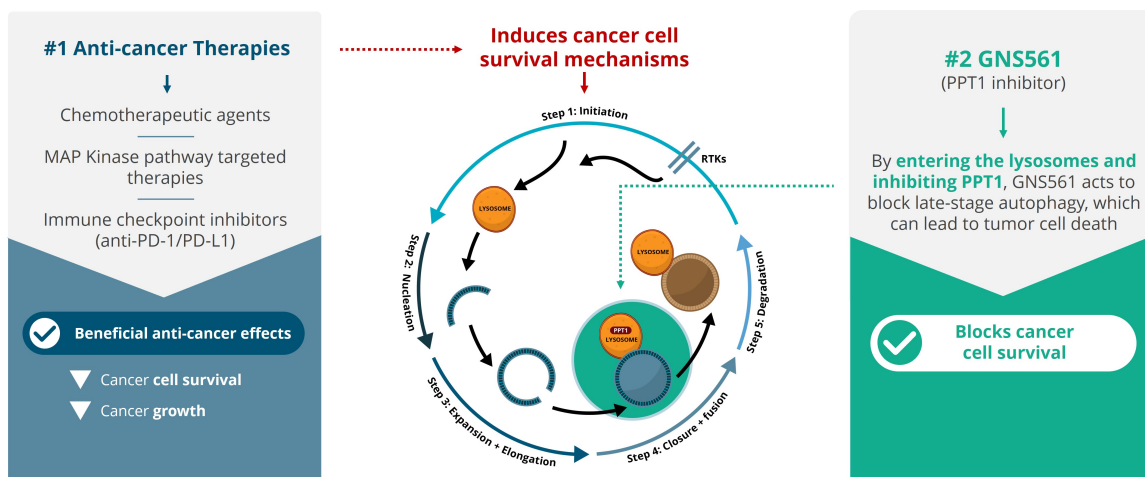 #1 Anti-cancer Therapies
Chemotherapeutic agents
MAP Kinase pathway targeted
therapies
Immune checkpoint inhibitors
(anti-PD-1/PD-L1)
Beneficial anti-cancer effects
Cancer cell survival
Cancer growth
Induces cancer cell
survival mechanisms
Step 1: Initiation
RTKs
LYSOSOME
Step 2: Nucleation
Step 3: Expansion + Elongation
PPT1
LYSOSOME
Step 4: Closure + fusion
LYSOSOME
Step 5: Degradation
#2 GNS561
(PPT1 inhibitor)
By entering the lysosomes and
inhibiting PPT1, GNS561 acts to
block late-stage autophagy, which
can lead to tumor cell death
Blocks cancer
cell survival